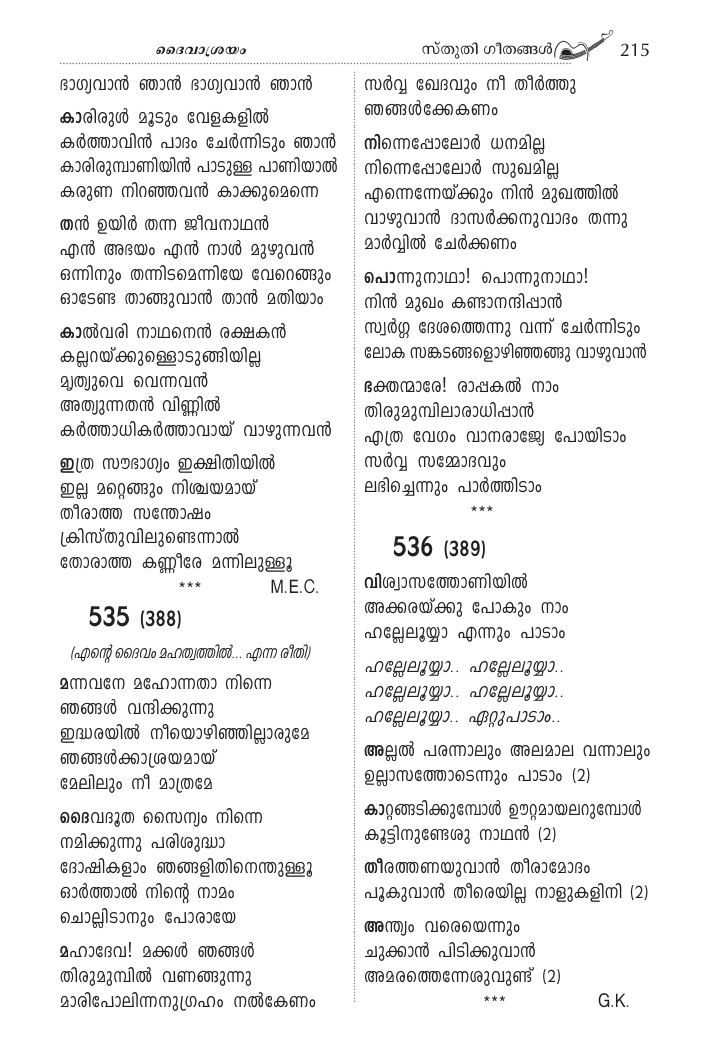 ദൈവാശ്രയം
സ്തുതി ഗീതങ്ങൾ 215
ഭാഗ്യവാൻ ഞാൻ ഭാഗ്യവാൻ ഞാൻ
കാരിരുൾ മൂടും വേളകളിൽ
കർത്താവിൻ പാദം ചേർന്നിടും ഞാൻ
കാരിരുമ്പാണിയിൻ പാടുള്ള പാണിയാൽ
കരുണ നിറഞ്ഞവൻ കാക്കുമെന്നെ
തൻ ഉയിർ തന്ന ജീവനാഥൻ
എൻ അഭയം എൻ നാൾ മുഴുവൻ
ഒന്നിനും തന്നിടമെന്നിയേ വേറെങ്ങും
ഓടേണ്ട താങ്ങുവാൻ താൻ മതിയാം
കാൽവരി നാഥനെൻ രക്ഷകൻ
കല്ലറയ്ക്കുള്ളൊടുങ്ങിയില്ല
മൃത്യുവെ വെന്നവൻ
അത്യുന്നതൻ വിണ്ണിൽ
കർത്താധികർത്താവായ് വാഴുന്നവൻ
ഇത്ര സൗഭാഗ്യം ഇക്ഷിതിയിൽ
ഇല്ല മറ്റെങ്ങും നിശ്ചയമായ്
തീരാത്ത സന്തോഷം
ക്രിസ്തുവിലുണ്ടെന്നാൽ
തോരാത്ത കണ്ണീരേ മന്നിലുള്ളൂ
*** M.E.C.
535 (388)
(എന്റെ ദൈവം മഹത്വത്തിൽ... എന്ന രീതി)
മന്നവനേ മഹോന്നതാ നിന്നെ
ഞങ്ങൾ വന്ദിക്കുന്നു
ഇദ്ധരയിൽ നീയൊഴിഞ്ഞില്ലാരുമേ
ഞങ്ങൾക്കാശ്രയമായ്
മേലിലും നീ മാത്രമേ
ദൈവദൂത സൈന്യം നിന്നെ
നമിക്കുന്നു പരിശുദ്ധാ
ദോഷികളാം ഞങ്ങളിതിനെന്തുള്ളൂ
ഓർത്താൽ നിന്റെ നാമം
ചൊല്ലിടാനും പോരായേ
മഹാദേവ! മക്കൾ ഞങ്ങൾ
തിരുമുമ്പിൽ വണങ്ങുന്നു
മാരിപോലിന്നനുഗ്രഹം നൽകേണം
സർവ്വ ഖേദവും നീ തീർത്തു
ഞങ്ങൾക്കേകണം
നിന്നെപ്പോലോർ ധനമില്ല
നിന്നെപ്പോലോർ സുഖമില്ല
എന്നെന്നേയ്ക്കും നിൻ മുഖത്തിൽ
വാഴുവാൻ ദാസർക്കനുവാദം തന്നു
മാർവ്വിൽ ചേർക്കണം
പൊന്നുനാഥാ! പൊന്നുനാഥാ!
നിൻ മുഖം കണ്ടാനന്ദിപ്പാൻ
സ്വർഗ്ഗ ദേശത്തെന്നു വന്ന് ചേർന്നിടും
ലോക സങ്കടങ്ങളൊഴിഞ്ഞങ്ങു വാഴുവാൻ
ഭക്തന്മാരേ! രാപ്പകൽ നാം
തിരുമുമ്പിലാരാധിപ്പാൻ
എത്ര വേഗം വാനരാജ്യേ പോയിടാം
സർവ്വ സമ്മോദവും
ലഭിച്ചെന്നും പാർത്തിടാം
***
536 (389)
വിശ്വാസത്തോണിയിൽ
അക്കരയ്ക്കു പോകും നാം
ഹല്ലേലൂയ്യാ എന്നും പാടാം
ഹല്ലേലൂയ്യാ.. ഹല്ലേലൂയ്യാ..
ഹല്ലേലൂയ്യാ.. ഹല്ലേലൂയ്യാ..
ഹല്ലേലൂയ്യാ.. ഏറ്റുപാടാം..
അല്ലൽ പരന്നാലും അലമാല വന്നാലും
ഉല്ലാസത്തോടെന്നും പാടാം (2)
കാറ്റങ്ങടിക്കുമ്പോൾ ഊറ്റമായലറുമ്പോൾ
കൂട്ടിനുണ്ടേശു നാഥൻ (2)
തീരത്തണയുവാൻ തീരാമോദം
പൂകുവാൻ തീരെയില്ല നാളുകളിനി (2)
അന്ത്യം വരെയെന്നും
ചുക്കാൻ പിടിക്കുവാൻ
അമരത്തെന്നേശുവുണ്ട് (2)
*** G.K.